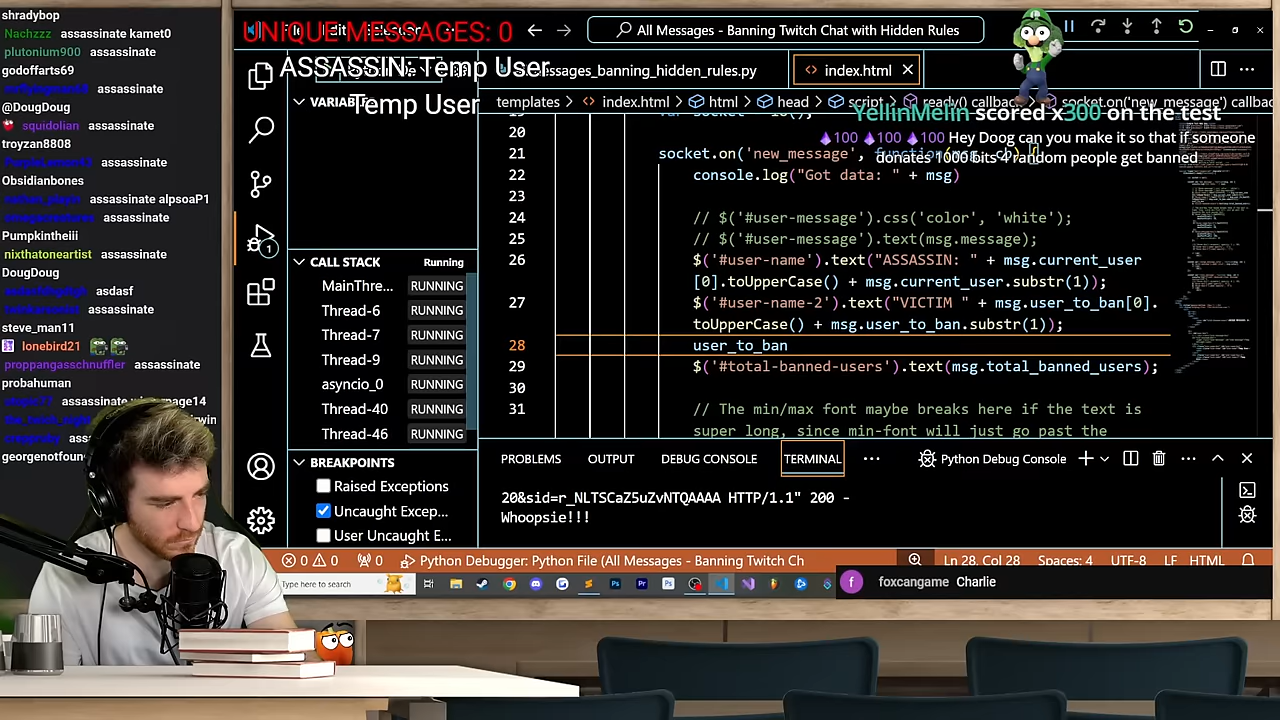 shradybop
Nachzzz assassinate kamet0
plutonium900 assassinate
godoffarts69
assassinate
@DougDoug
squidolian assassinate
troyzan8808
assassinate
Obsidianbones
assassinate alpsoaP1
assassinate
Pumpkintheiii
nixthatoneartist assassinate
DougDoug
asdasf
assassinate
steve_man11
lonebird21
proppangasschnuffler assassinate
probahuman
assassinate
georgenotfoun
UNIQUE MESSAGES: 0
ASSASSIN: Temp User
Temp User
All Messages - Banning Twitch Chat with Hidden Rules
messages_banning_hidden_rules.py
index.html
templates > index.html > html > head > script > ready() callback > socket.on('new_message') callbac
YellinMelin scored x300 on the test
100 100 100 Hey Doog can you make it so that if someone
donates 1000 bits 4 random people get banned
20
21 socket.on('new_message',
22 console.log("Got data: " + msg)
23
24 // $('#user-message').css('color', 'white');
25 // $('#user-message').text(msg.message);
26 $('#user-name').text("ASSASSIN: " + msg.current_user
[0].toUpperCase() + msg.current_user.substr(1));
27 $('#user-name-2').text("VICTIM " + msg.user_to_ban[0].
toUpperCase() + msg.user_to_ban.substr(1));
28 user_to_ban
29 $('#total-banned-users').text(msg.total_banned_users);
30
31 // The min/max font maybe breaks here if the text is
super long, since min-font will just go past the
CALL STACK Running
MainThre... RUNNING
Thread-6 RUNNING
Thread-7 RUNNING
Thread-9 RUNNING
asyncio_0 RUNNING
Thread-40 RUNNING
Thread-46 RUNNING
BREAKPOINTS
Raised Exceptions
Uncaught Excep...
User Uncaught E...
PROBLEMS OUTPUT DEBUG CONSOLE TERMINAL ... Python Debug Console
20&sid=r_NLTSCaZ5uZvNTQAAAA HTTP/1.1" 200 -
Whoopsie!!!
0 0 0 Python Debugger: Python File (All Messages - Banning Twitch Ch
Ln 28, Col 28 Spaces: 4 UTF-8 LF HTML
Type here to search
f foxcangame Charlie